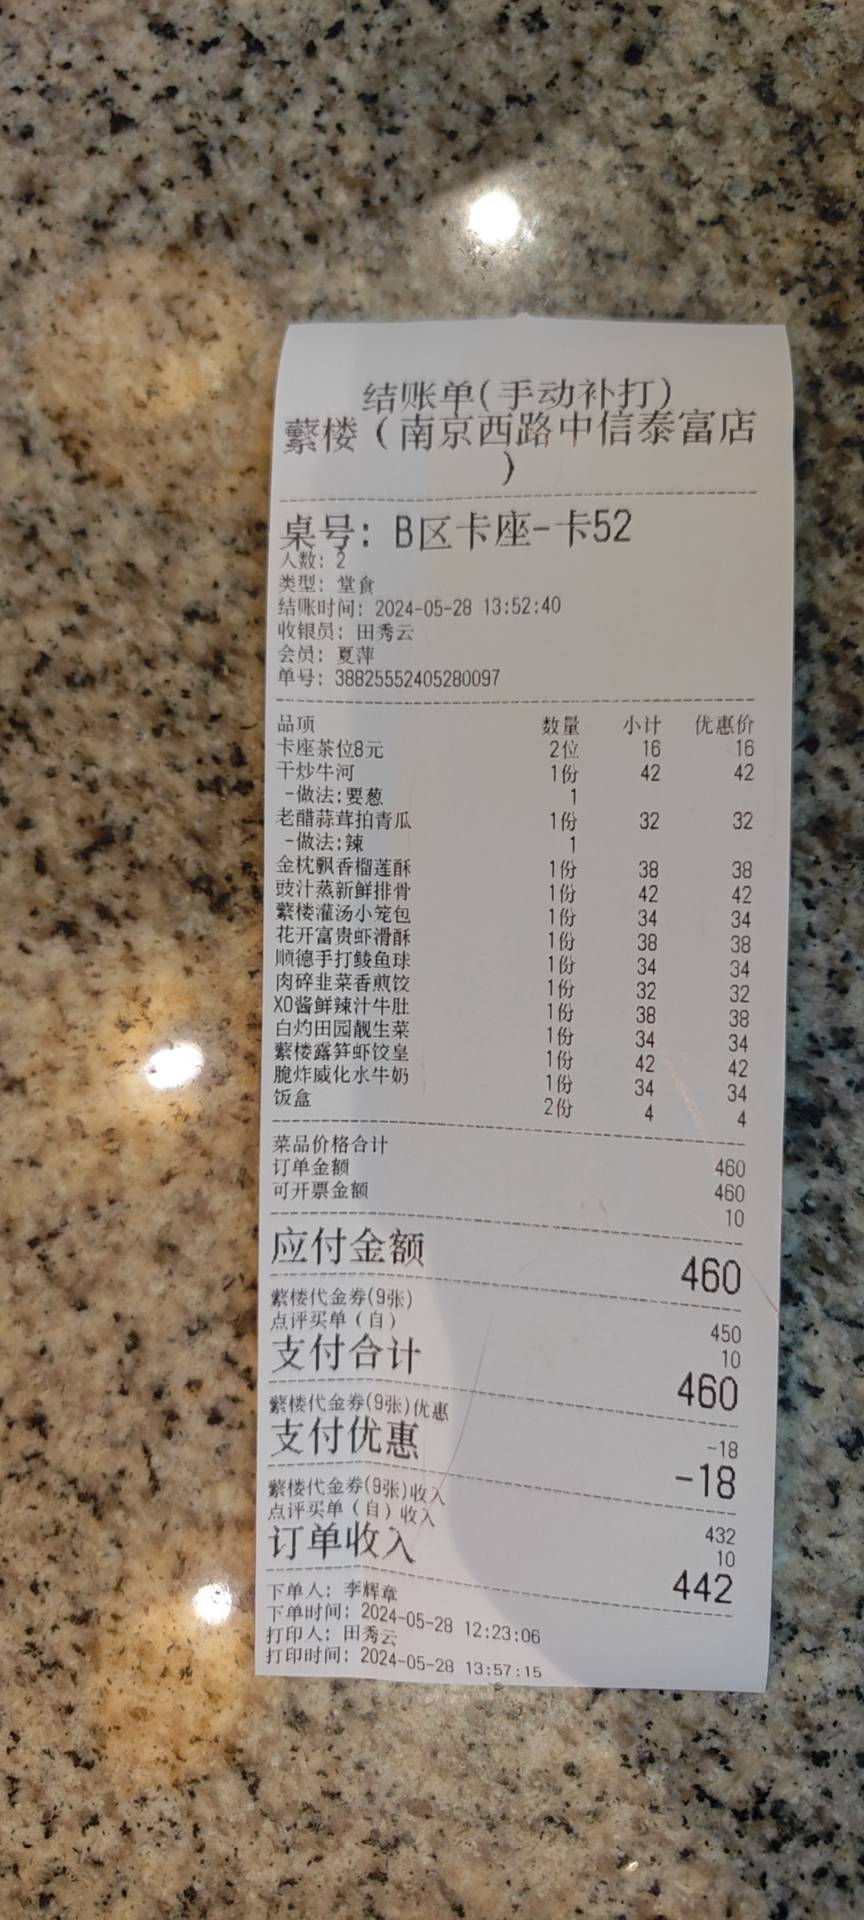 结账单(手动补打)
蘩楼（南京西路中信泰富店
）
桌号: B区卡座-卡52
人数: 2
类型: 堂食
结账时间: 2024-05-28 13:52:40
收银员: 田秀云
会员: 夏萍
单号: 38825552405280097
品项 数量 小计 优惠价
卡座茶位8元 2位 16 16
干炒牛河 1份 42 42
-做法:要葱 1
老醋蒜茸拍青瓜 1份 32 32
-做法:辣 1
金枕飘香榴莲酥 1份 38 38
豉汁蒸新鲜排骨 1份 42 42
蘩楼灌汤小笼包 1份 34 34
花开富贵虾滑酥 1份 38 38
顺德手打鲮鱼球 1份 34 34
肉碎韭菜香煎饺 1份 32 32
XO酱鲜辣汁牛肚 1份 38 38
白灼田园靓生菜 1份 34 34
蘩楼露笋虾饺皇 1份 42 42
脆炸威化水牛奶 1份 34 34
饭盒 2份 4 4
菜品价格合计 460
订单金额 460
可开票金额 10
应付金额 460
蘩楼代金券(9张) 450
点评买单（自） 10
支付合计 460
蘩楼代金券(9张)优惠 -18
支付优惠 -18
蘩楼代金券(9张)收入 432
点评买单（自）收入 10
订单收入 442
下单人: 李辉章
下单时间: 2024-05-28 12:23:06
打印人: 田秀云
打印时间: 2024-05-28 13:57:15